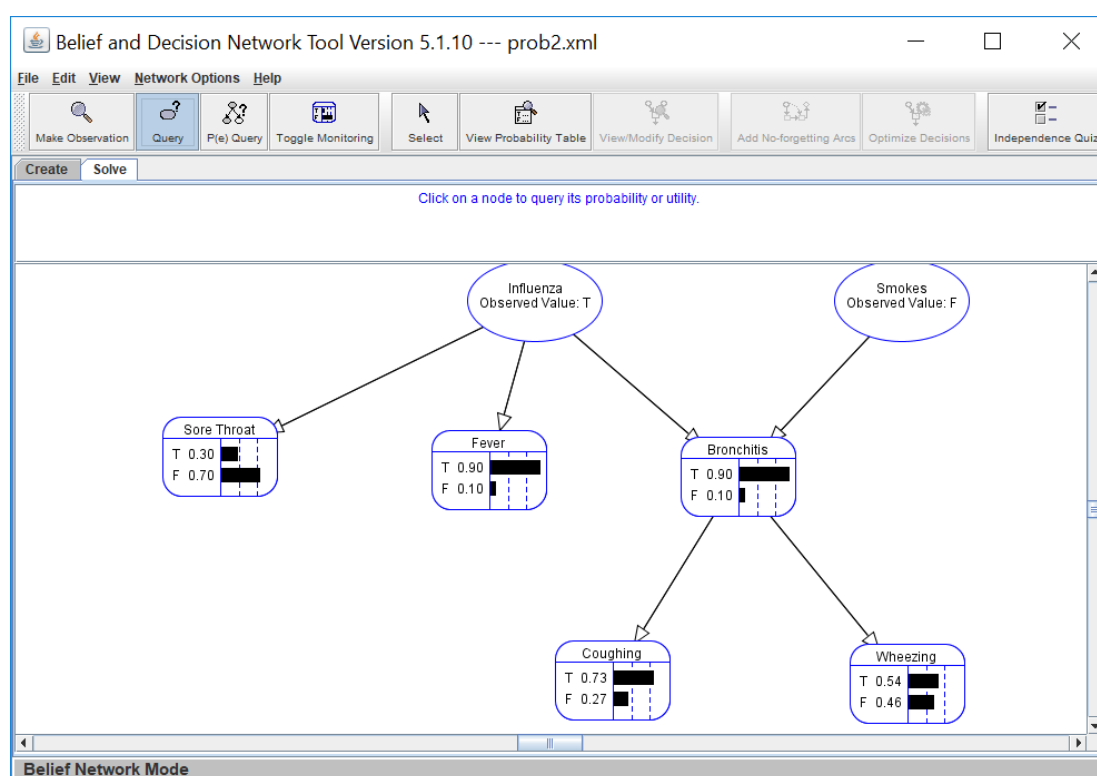 Belief and Decision Network Tool Version 5.1.10 --- prob2.xml
File Edit View Network Options Help
Make Observation Query P(e) Query Toggle Monitoring Select View Probability Table View/Modify Decision Add No-forgetting Arcs Optimize Decisions Independence Quiz
Create Solve
Click on a node to query its probability or utility.
Influenza
Observed Value: T
Smokes
Observed Value: F
Sore Throat
T 0.30
F 0.70
Fever
T 0.90
F 0.10
Bronchitis
T 0.90
F 0.10
Coughing
T 0.73
F 0.27
Wheezing
T 0.54
F 0.46
Belief Network Mode